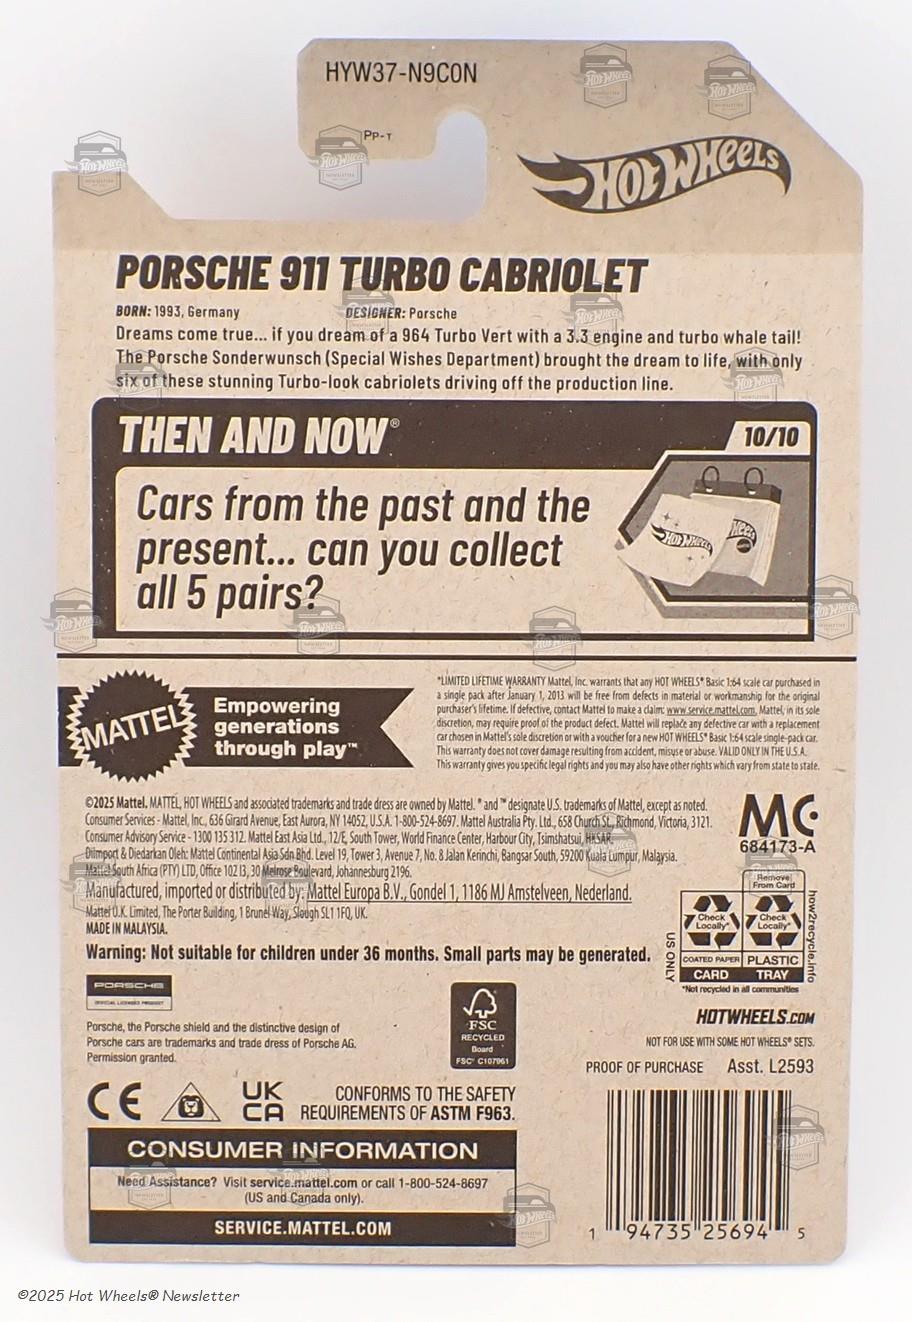 HYW37-N9C0N
PP-T
HOT WHEELS
PORSCHE 911 TURBO CABRIOLET
BORN: 1993, Germany DESIGNER: Porsche
Dreams come true... if you dream of a 964 Turbo Vert with a 3.3 engine and turbo whale tail!
The Porsche Sonderwunsch (Special Wishes Department) brought the dream to life, with only
six of these stunning Turbo-look cabriolets driving off the production line.
THEN AND NOW®
10/10
Cars from the past and the
present... can you collect
all 5 pairs?
HOT WHEELS
WHEELS
MATTEL
Empowering
generations
through play™
*LIMITED LIFETIME WARRANTY Mattel, Inc. warrants that any HOT WHEELS® Basic 1:64 scale car purchased in
a single pack after January 1, 2013 will be free from defects in material or workmanship for the original
purchaser's lifetime. If defective, contact Mattel to make a claim: www.service.mattel.com. Mattel, in its sole
discretion, may require proof of the product defect. Mattel will replace any defective car with a replacement
car chosen in Mattel's sole discretion or with a voucher for a new HOT WHEELS® Basic 1:64 scale single-pack car.
This warranty does not cover damage resulting from accident, misuse or abuse. VALID ONLY IN THE U.S.A.
This warranty gives you specific legal rights and you may also have other rights which vary from state to state.
©2025 Mattel. MATTEL, HOT WHEELS and associated trademarks and trade dress are owned by Mattel. ® and ™ designate U.S. trademarks of Mattel, except as noted.
Consumer Services - Mattel, Inc., 636 Girard Avenue, East Aurora, NY 14052, U.S.A. 1-800-524-8697. Mattel Australia Pty. Ltd., 658 Church St., Richmond, Victoria, 3121.
Consumer Advisory Service - 1300 135 312. Mattel East Asia Ltd., 12/F, South Tower, World Finance Center, Harbour City, Tsimshatsui, HKSAR.
Diimport & Diedarkan Oleh: Mattel Continental Asia Sdn Bhd. Level 19, Tower 3, Avenue 7, No. 8 Jalan Kerinchi, Bangsar South, 59200 Kuala Lumpur, Malaysia.
Mattel South Africa (PTY) LTD, Office 102 I3, 30 Melrose Boulevard, Johannesburg 2196.
Manufactured, imported or distributed by: Mattel Europa B.V., Gondel 1, 1186 MJ Amstelveen, Nederland.
Mattel U.K. Limited, The Porter Building, 1 Brunel Way, Slough SL1 1FQ, UK.
MADE IN MALAYSIA.
Warning: Not suitable for children under 36 months. Small parts may be generated.
MC
684173-A
Remove
From Card
Check
Locally*
Check
Locally*
COATED PAPER PLASTIC
CARD TRAY
US ONLY
how2recycle.info
*Not recycled in all communities
PORSCHE
OFFICIAL LICENSED PRODUCT
Porsche, the Porsche shield and the distinctive design of
Porsche cars are trademarks and trade dress of Porsche AG.
Permission granted.
FSC
RECYCLED
Board
FSC® C107961
HOTWHEELS.COM
NOT FOR USE WITH SOME HOT WHEELS® SETS.
PROOF OF PURCHASE Asst. L2593
CE
UK
CA
CONFORMS TO THE SAFETY
REQUIREMENTS OF ASTM F963.
CONSUMER INFORMATION
Need Assistance? Visit service.mattel.com or call 1-800-524-8697
(US and Canada only).
SERVICE.MATTEL.COM
1 94735 25694 5
©2025 Hot Wheels® Newsletter